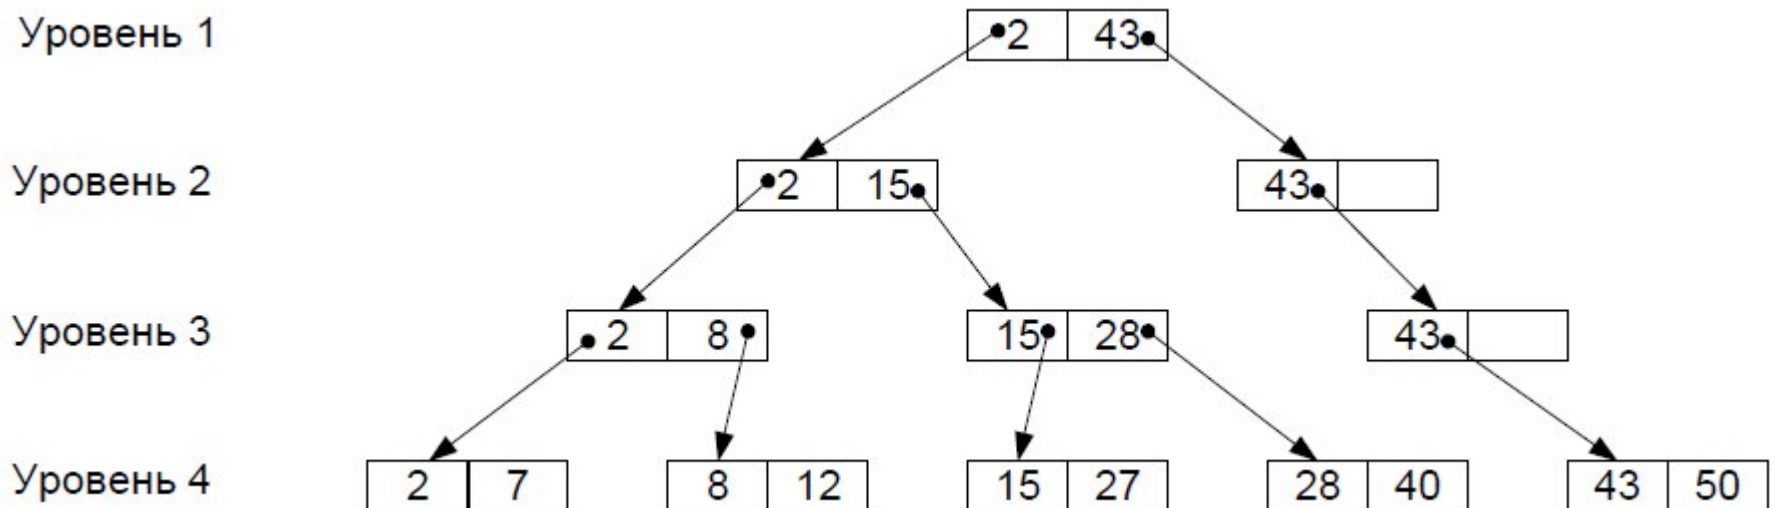 Уровень 1 2 43
Уровень 2 2 15 43
Уровень 3 2 8 15 28 43
Уровень 4 2 7 8 12 15 27 28 40 43 50